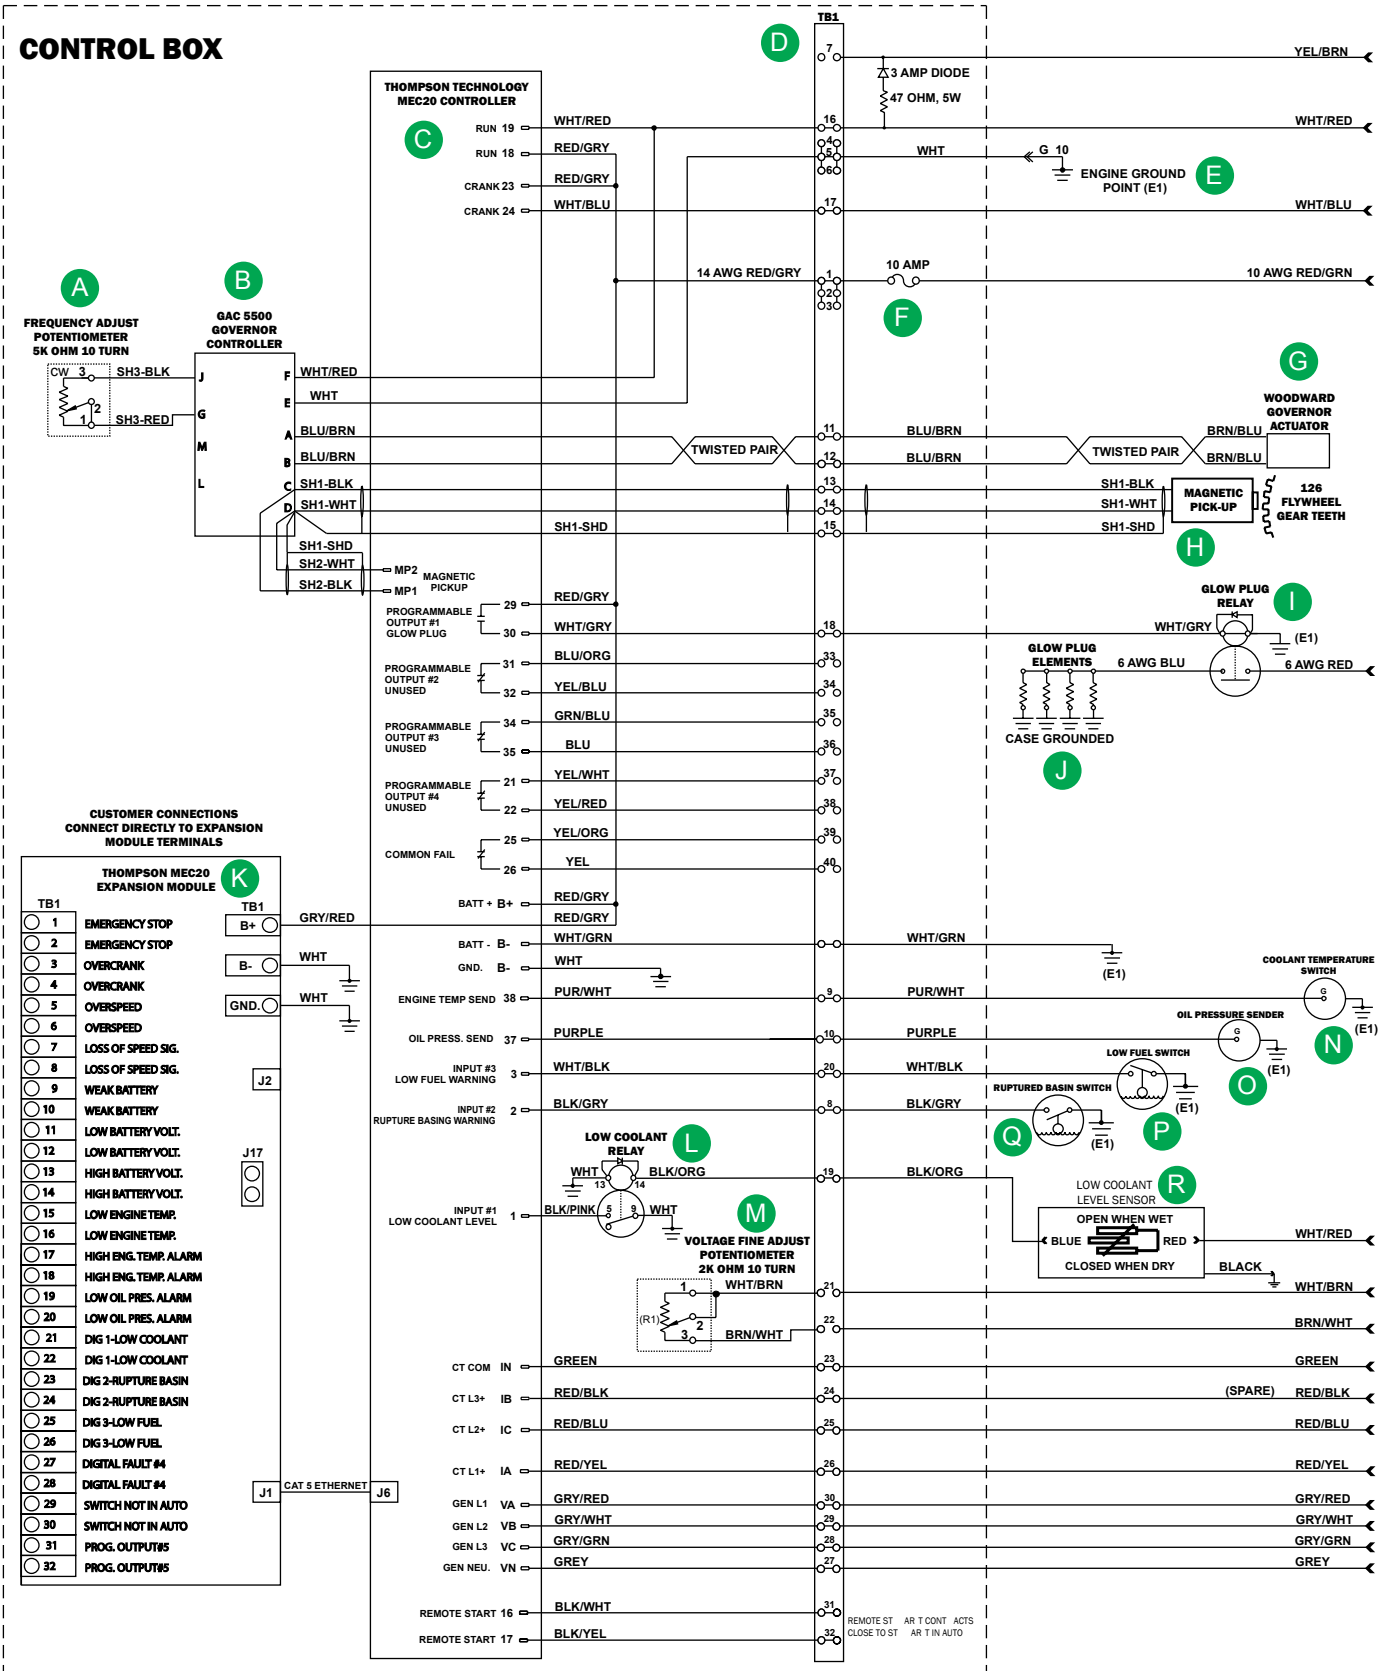 CONTROL BOX
TB1
D
7
YEL/BRN
3 AMP DIODE
47 OHM, 5W
THOMPSON TECHNOLOGY
MEC20 CONTROLLER
C
RUN 19
WHT/RED
16
WHT/RED
RUN 18
RED/GRY
4
5
6
WHT
G 10
ENGINE GROUND
POINT (E1)
E
CRANK 23
RED/GRY
CRANK 24
WHT/BLU
17
WHT/BLU
14 AWG RED/GRY
1
2
3
10 AMP
F
10 AWG RED/GRN
A
FREQUENCY ADJUST
POTENTIOMETER
5K OHM 10 TURN
CW 3
2
1
SH3-BLK
SH3-RED
B
GAC 5500
GOVERNOR
CONTROLLER
J
G
M
L
F
E
A
B
C
D
WHT/RED
WHT
BLU/BRN
BLU/BRN
TWISTED PAIR
11
12
BLU/BRN
BLU/BRN
TWISTED PAIR
BRN/BLU
BRN/BLU
G
WOODWARD
GOVERNOR
ACTUATOR
SH1-BLK
13
SH1-BLK
SH1-WHT
14
SH1-WHT
SH1-SHD
15
SH1-SHD
MAGNETIC
PICK-UP
126
FLYWHEEL
GEAR TEETH
H
SH1-SHD
SH2-WHT
SH2-BLK
MP2
MP1
MAGNETIC
PICKUP
PROGRAMMABLE
OUTPUT #1
GLOW PLUG
29
RED/GRY
30
WHT/GRY
18
WHT/GRY
GLOW PLUG
RELAY
I
(E1)
GLOW PLUG
ELEMENTS
6 AWG BLU
6 AWG RED
CASE GROUNDED
J
PROGRAMMABLE
OUTPUT #2
UNUSED
31
BLU/ORG
33
32
YEL/BLU
34
PROGRAMMABLE
OUTPUT #3
UNUSED
34
GRN/BLU
35
35
BLU
36
PROGRAMMABLE
OUTPUT #4
UNUSED
21
YEL/WHT
37
22
YEL/RED
38
COMMON FAIL
25
YEL/ORG
39
26
YEL
40
CUSTOMER CONNECTIONS
CONNECT DIRECTLY TO EXPANSION
MODULE TERMINALS
THOMPSON MEC20
EXPANSION MODULE
K
TB1
1 EMERGENCY STOP
2 EMERGENCY STOP
3 OVERCRANK
4 OVERCRANK
5 OVERSPEED
6 OVERSPEED
7 LOSS OF SPEED SIG.
8 LOSS OF SPEED SIG.
9 WEAK BATTERY
10 WEAK BATTERY
11 LOW BATTERY VOLT.
12 LOW BATTERY VOLT.
13 HIGH BATTERY VOLT.
14 HIGH BATTERY VOLT.
15 LOW ENGINE TEMP.
16 LOW ENGINE TEMP.
17 HIGH ENG. TEMP. ALARM
18 HIGH ENG. TEMP. ALARM
19 LOW OIL PRES. ALARM
20 LOW OIL PRES. ALARM
21 DIG 1-LOW COOLANT
22 DIG 1-LOW COOLANT
23 DIG 2-RUPTURE BASIN
24 DIG 2-RUPTURE BASIN
25 DIG 3-LOW FUEL
26 DIG 3-LOW FUEL
27 DIGITAL FAULT #4
28 DIGITAL FAULT #4
29 SWITCH NOT IN AUTO
30 SWITCH NOT IN AUTO
31 PROG. OUTPUT#5
32 PROG. OUTPUT#5
TB1
B+
B-
GND.
J2
J17
J1
GRY/RED
WHT
WHT
CAT 5 ETHERNET
J6
BATT + B+
RED/GRY
RED/GRY
BATT - B-
WHT/GRN
WHT/GRN
(E1)
GND. B-
WHT
ENGINE TEMP SEND 38
PUR/WHT
9
PUR/WHT
COOLANT TEMPERATURE
SWITCH
G
(E1)
N
OIL PRESS. SEND 37
PURPLE
10
PURPLE
OIL PRESSURE SENDER
G
(E1)
O
INPUT #3
LOW FUEL WARNING
3
WHT/BLK
20
WHT/BLK
LOW FUEL SWITCH
(E1)
P
INPUT #2
RUPTURE BASING WARNING
2
BLK/GRY
8
BLK/GRY
RUPTURED BASIN SWITCH
(E1)
Q
LOW COOLANT
RELAY
L
WHT
13
14
BLK/ORG
19
BLK/ORG
INPUT #1
LOW COOLANT LEVEL
1
BLK/PINK
5
9
WHT
LOW COOLANT
LEVEL SENSOR
R
OPEN WHEN WET
BLUE
RED
CLOSED WHEN DRY
WHT/RED
BLACK
M
VOLTAGE FINE ADJUST
POTENTIOMETER
2K OHM 10 TURN
1
(R1)
2
3
WHT/BRN
21
WHT/BRN
BRN/WHT
22
BRN/WHT
CT COM IN
GREEN
23
GREEN
CT L3+ IB
RED/BLK
24
(SPARE) RED/BLK
CT L2+ IC
RED/BLU
25
RED/BLU
CT L1+ IA
RED/YEL
26
RED/YEL
GEN L1 VA
GRY/RED
30
GRY/RED
GEN L2 VB
GRY/WHT
29
GRY/WHT
GEN L3 VC
GRY/GRN
28
GRY/GRN
GEN NEU. VN
GREY
27
GREY
REMOTE START 16
BLK/WHT
31
REMOTE START 17
BLK/YEL
32
REMOTE ST AR T CONT ACTS
CLOSE TO ST AR T IN AUTO